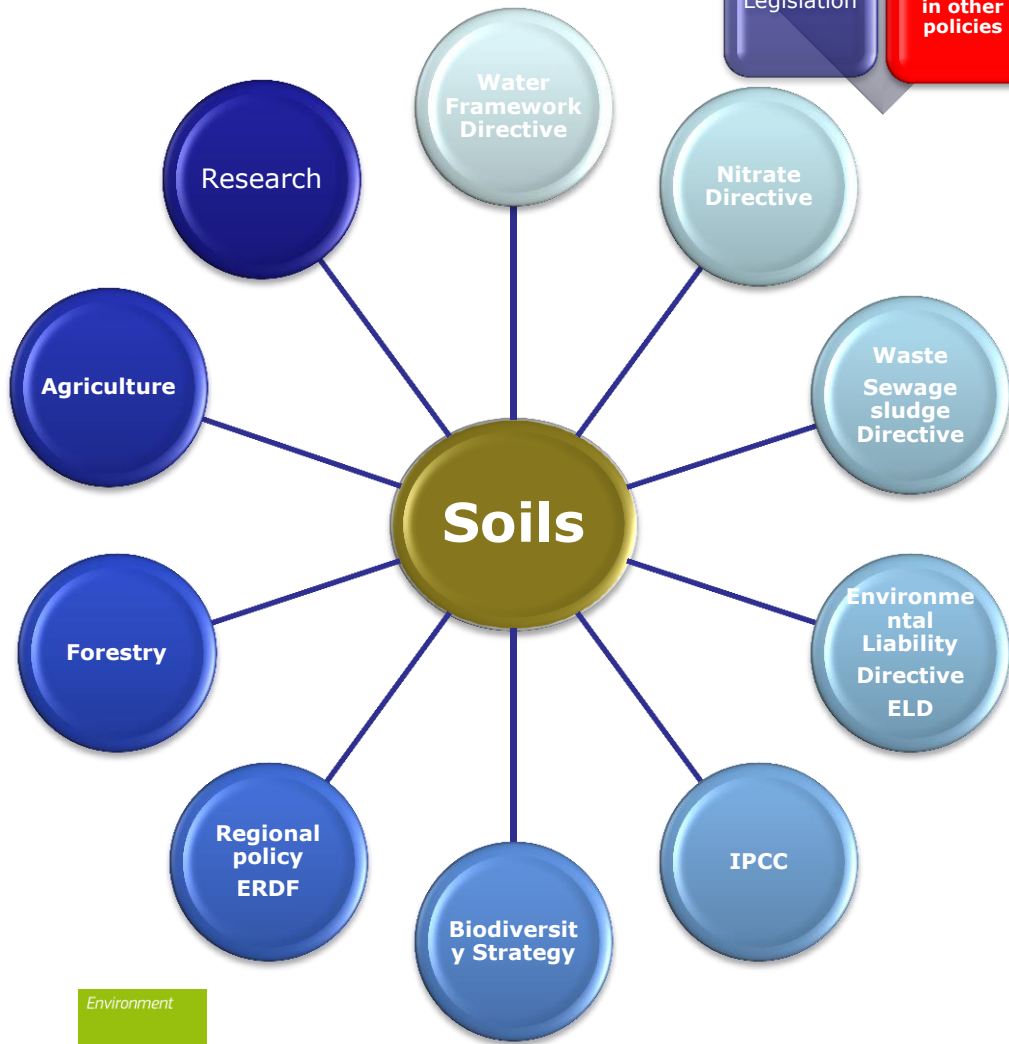 Legislation
in other
policies
Water
Framework
Directive
Nitrate
Directive
Waste
Sewage
sludge
Directive
Environme
ntal
Liability
Directive
ELD
IPCC
Biodiversit
y Strategy
Regional
policy
ERDF
Forestry
Agriculture
Research
Soils
Environment